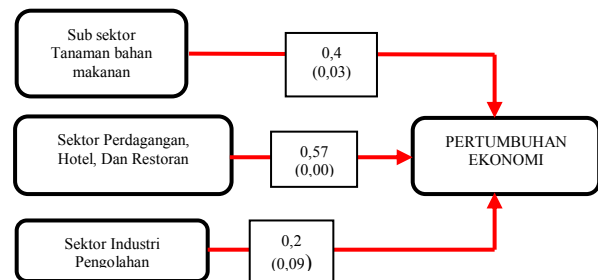 Sub sektor
Tanaman bahan
makanan
0,4
(0,03)
Sektor Perdagangan,
Hotel, Dan Restoran
0,57
(0,00)
PERTUMBUHAN
EKONOMI
Sektor Industri
Pengolahan
0,2
(0,09)